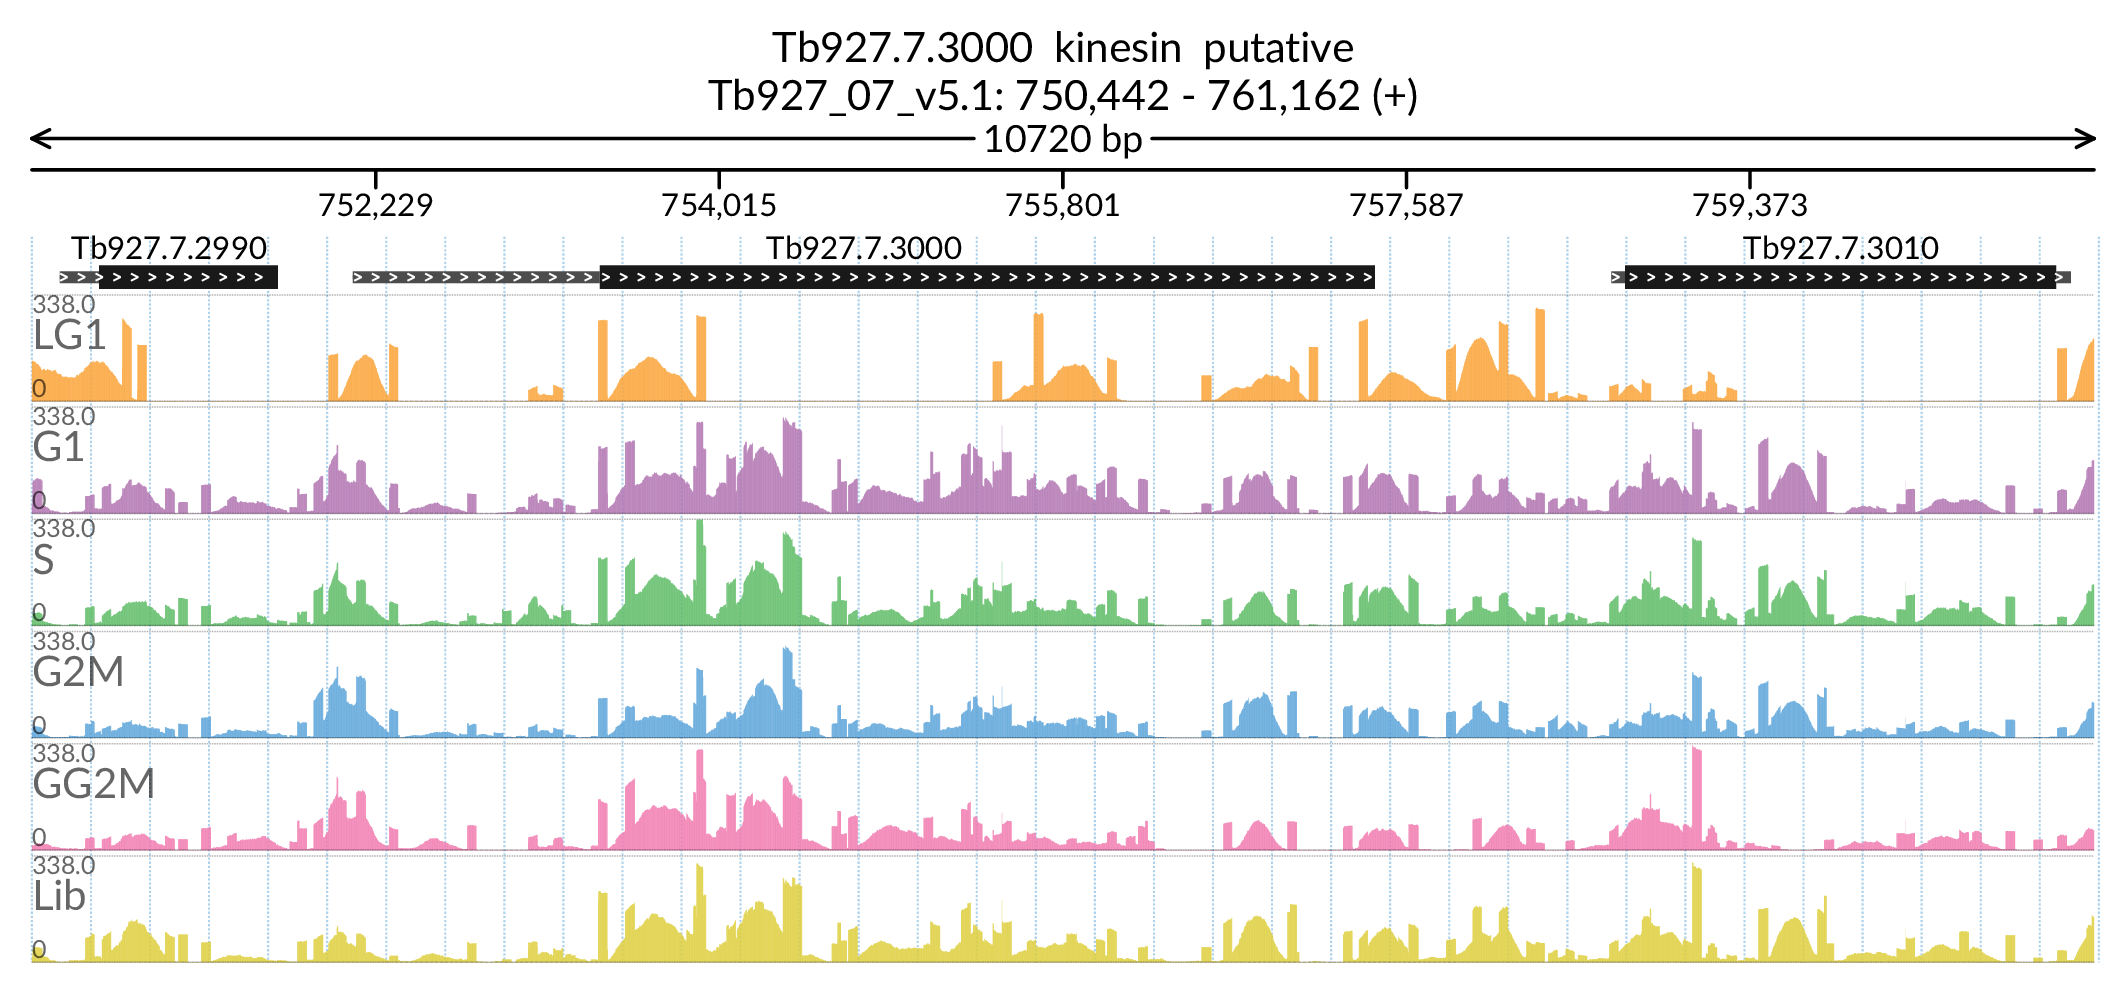 Tb927.7.3000 kinesin putative
Tb927_07_v5.1: 750,442 - 761,162 (+)
10720 bp
752,229 754,015 755,801 757,587 759,373
Tb927.7.2990 Tb927.7.3000 Tb927.7.3010
338.0
LG1
0
338.0
G1
0
338.0
S
0
338.0
G2M
0
338.0
GG2M
0
338.0
Lib
0